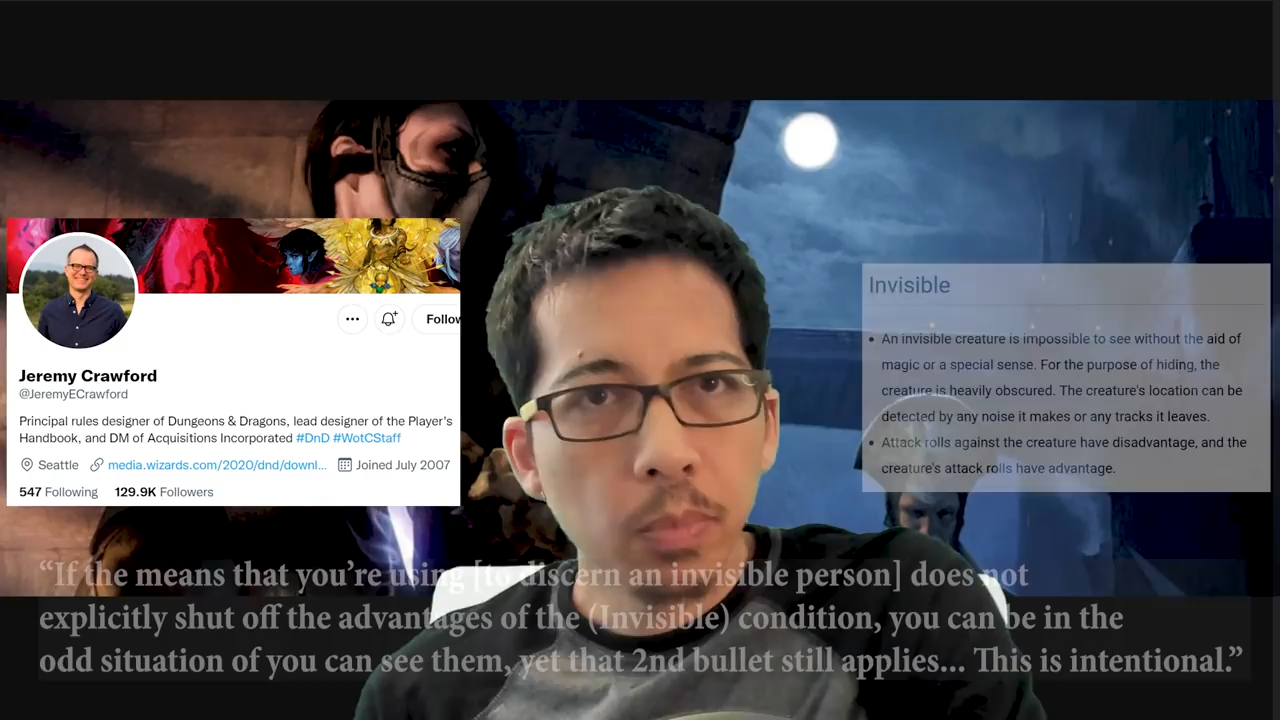 Follow
Jeremy Crawford
@JeremyECrawford
Principal rules designer of Dungeons & Dragons, lead designer of the Player's
Handbook, and DM of Acquisitions Incorporated #DnD #WotCStaff
Seattle media.wizards.com/2020/dnd/downl... Joined July 2007
547 Following 129.9K Followers
Invisible
• An invisible creature is impossible to see without the aid of
magic or a special sense. For the purpose of hiding, the
creature is heavily obscured. The creature's location can be
detected by any noise it makes or any tracks it leaves.
• Attack rolls against the creature have disadvantage, and the
creature's attack rolls have advantage.
“If the means that you’re using [to discern an invisible person] does not
explicitly shut off the advantages of the (Invisible) condition, you can be in the
odd situation of you can see them, yet that 2nd bullet still applies... This is intentional.”